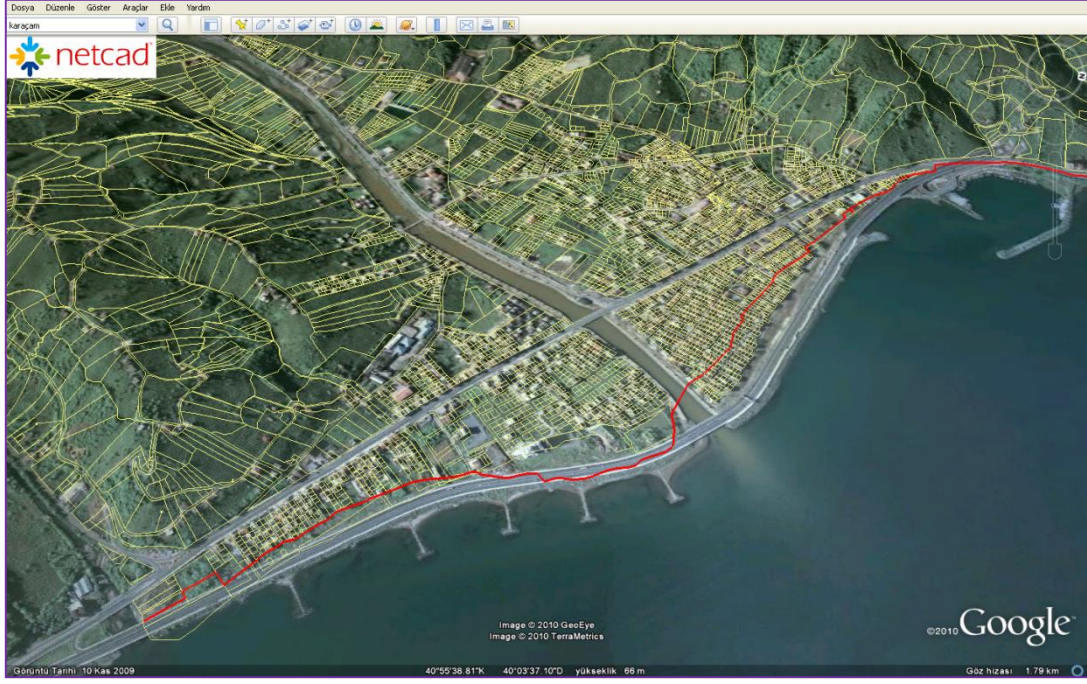 Dosya Düzenle Göster Araçlar Ekle Yardım
karaçam
netcad
Image © 2010 GeoEye
Image © 2010 TerraMetrics
©2010 Google
Görüntü Tarihi 10 Kas 2009 40°55'38.81"K 40°03'37.10"D yükseklik 66 m Göz hizası 1.79 km